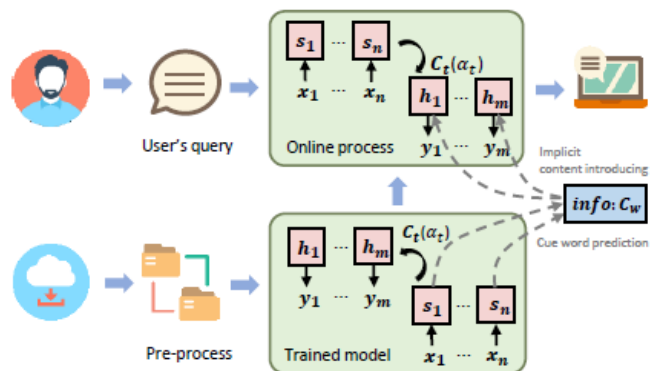 s₁ ... sₙ
Cₜ(αₜ)
x₁ ... xₙ
h₁ ... hₘ
User's query
Online process
y₁ ... yₘ
Implicit
content introducing
info: C_w
Cue word prediction
h₁ ... hₘ
Cₜ(αₜ)
y₁ ... yₘ
s₁ ... sₙ
Pre-process
Trained model
x₁ ... xₙ